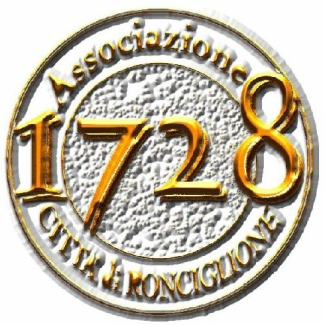 Associazione
1728
CITTÀ di RONCIGLIONE